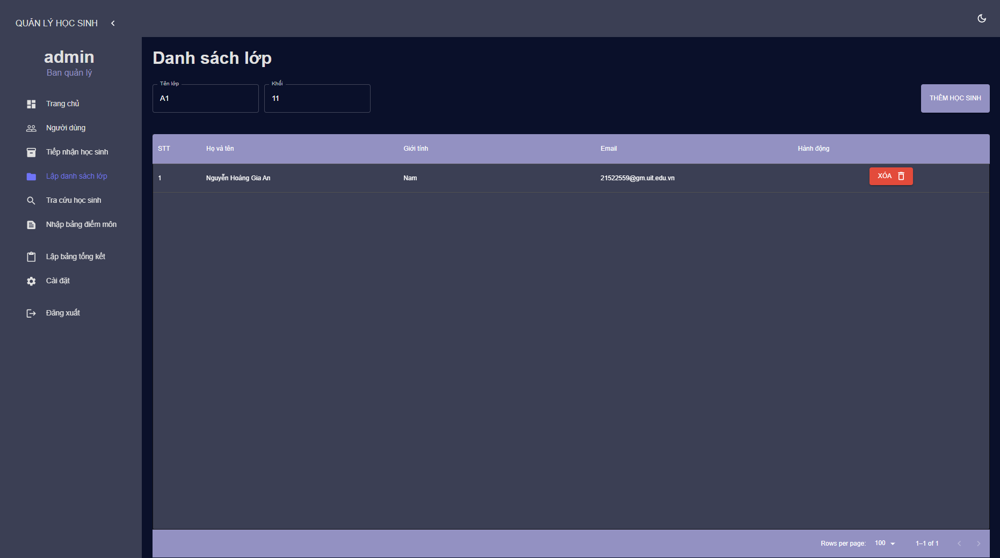 QUẢN LÝ HỌC SINH
admin
Ban quản lý
Trang chủ
Người dùng
Tiếp nhận học sinh
Lập danh sách lớp
Tra cứu học sinh
Nhập bảng điểm môn
Lập bảng tổng kết
Cài đặt
Đăng xuất
Danh sách lớp
Tên lớp Khối
A1 11
THÊM HỌC SINH
STT Họ và tên Giới tính Email Hành động
1 Nguyễn Hoàng Gia An Nam 21522559@gm.uit.edu.vn XÓA
Rows per page: 100 1–1 of 1